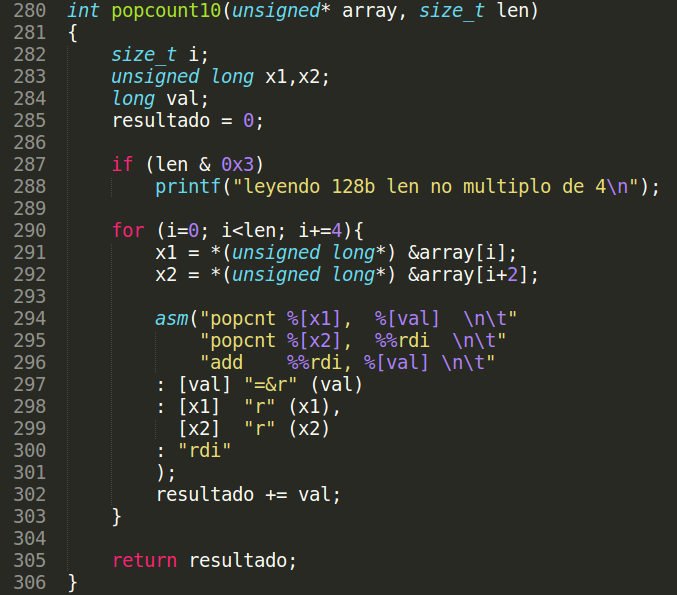 280 int popcount10(unsigned* array, size_t len)
281 {
282     size_t i;
283     unsigned long x1,x2;
284     long val;
285     resultado = 0;
286
287     if (len & 0x3)
288         printf("leyendo 128b len no multiplo de 4\n");
289
290     for (i=0; i<len; i+=4){
291         x1 = *(unsigned long*) &array[i];
292         x2 = *(unsigned long*) &array[i+2];
293
294         asm("popcnt %[x1],  %[val]  \n\t"
295             "popcnt %[x2],  %%rdi  \n\t"
296             "add    %%rdi, %[val] \n\t"
297         : [val] "=&r" (val)
298         : [x1]  "r" (x1),
299           [x2]  "r" (x2)
300         : "rdi"
301         );
302         resultado += val;
303     }
304
305     return resultado;
306 }